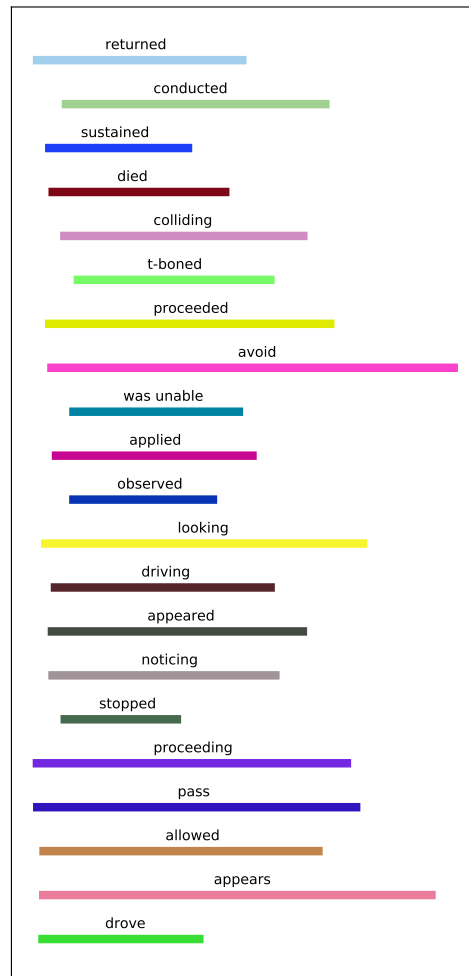 returned
conducted
sustained
died
colliding
t-boned
proceeded
avoid
was unable
applied
observed
looking
driving
appeared
noticing
stopped
proceeding
pass
allowed
appears
drove